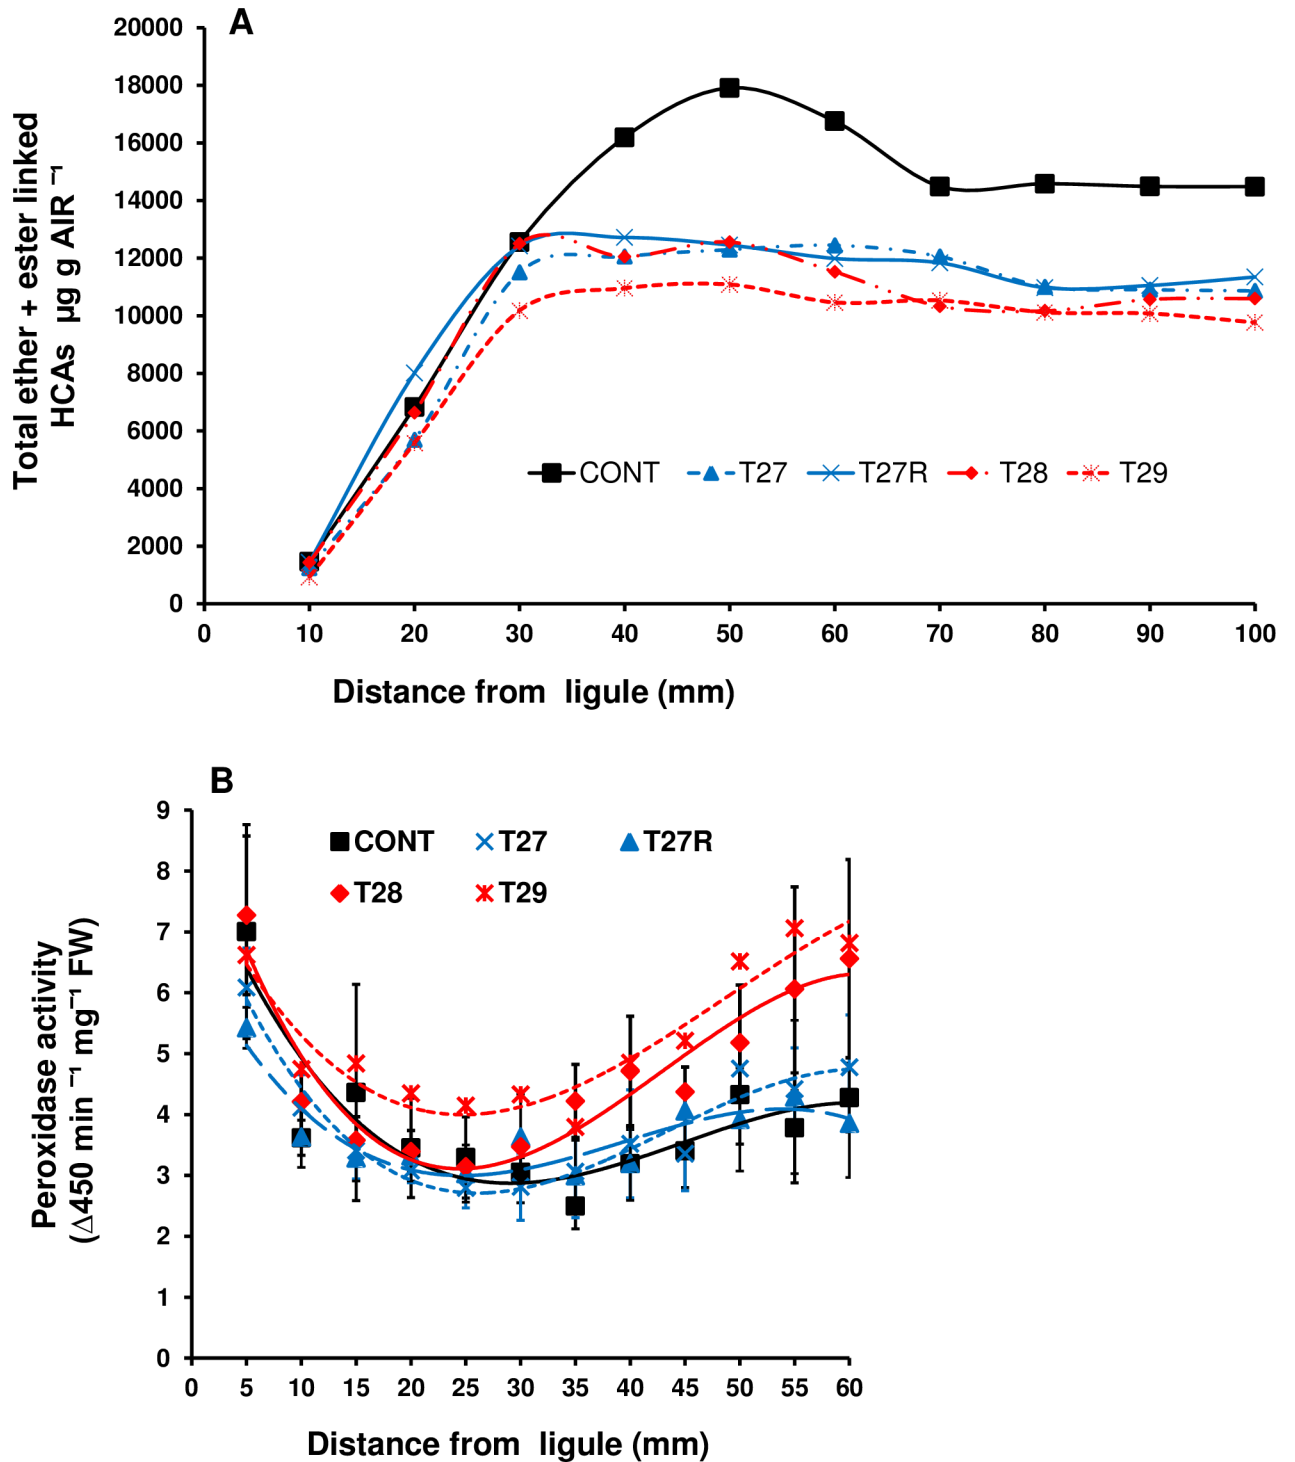 A
20000
18000
16000
14000
12000
10000
8000
6000
4000
2000
0
Total ether + ester linked
HCAs µg g AIR ⁻¹
CONT T27 T27R T28 T29
0 10 20 30 40 50 60 70 80 90 100
Distance from ligule (mm)
B
9
8
7
6
5
4
3
2
1
0
Peroxidase activity
(Δ450 min ⁻¹ mg⁻¹ FW)
CONT T27 T27R
T28 T29
0 5 10 15 20 25 30 35 40 45 50 55 60
Distance from ligule (mm)